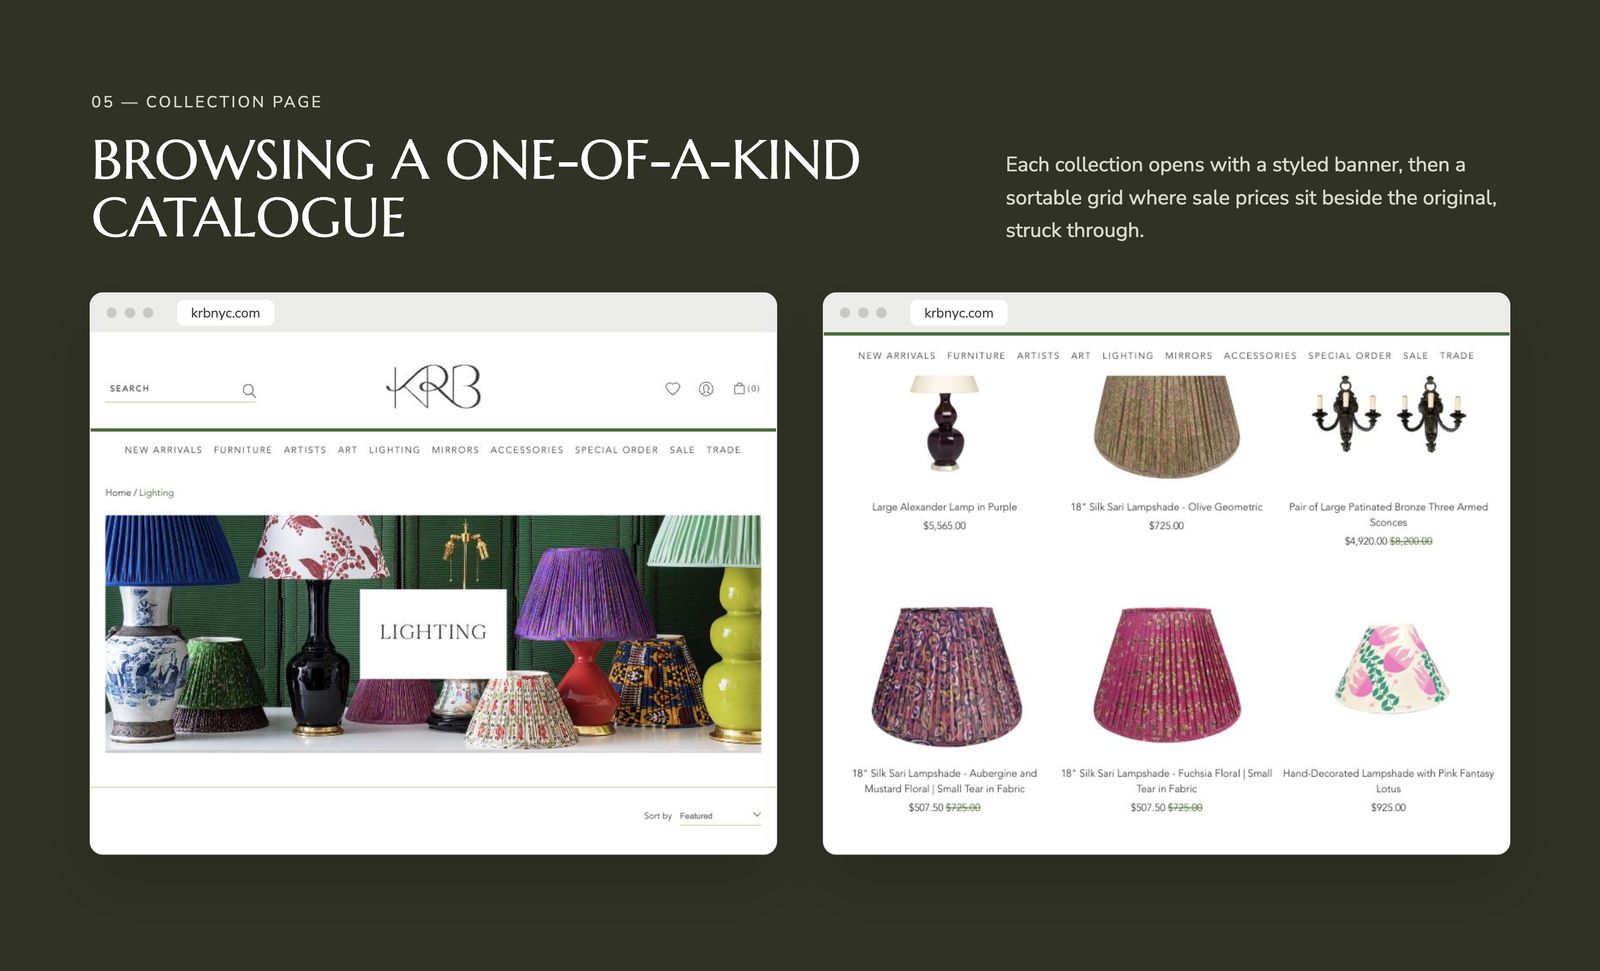 05 — COLLECTION PAGE
BROWSING A ONE-OF-A-KIND
CATALOGUE
Each collection opens with a styled banner, then a
sortable grid where sale prices sit beside the original,
struck through.
krbnyc.com
SEARCH
KRB
(0)
NEW ARRIVALS FURNITURE ARTISTS ART LIGHTING MIRRORS ACCESSORIES SPECIAL ORDER SALE TRADE
Home / Lighting
LIGHTING
Sort by Featured
krbnyc.com
NEW ARRIVALS FURNITURE ARTISTS ART LIGHTING MIRRORS ACCESSORIES SPECIAL ORDER SALE TRADE
Large Alexander Lamp in Purple
$5,565.00
18" Silk Sari Lampshade - Olive Geometric
$725.00
Pair of Large Patinated Bronze Three Armed
Sconces
$4,920.00 $8,200.00
18" Silk Sari Lampshade - Aubergine and
Mustard Floral | Small Tear in Fabric
$507.50 $725.00
18" Silk Sari Lampshade - Fuchsia Floral | Small
Tear in Fabric
$507.50 $725.00
Hand-Decorated Lampshade with Pink Fantasy
Lotus
$925.00